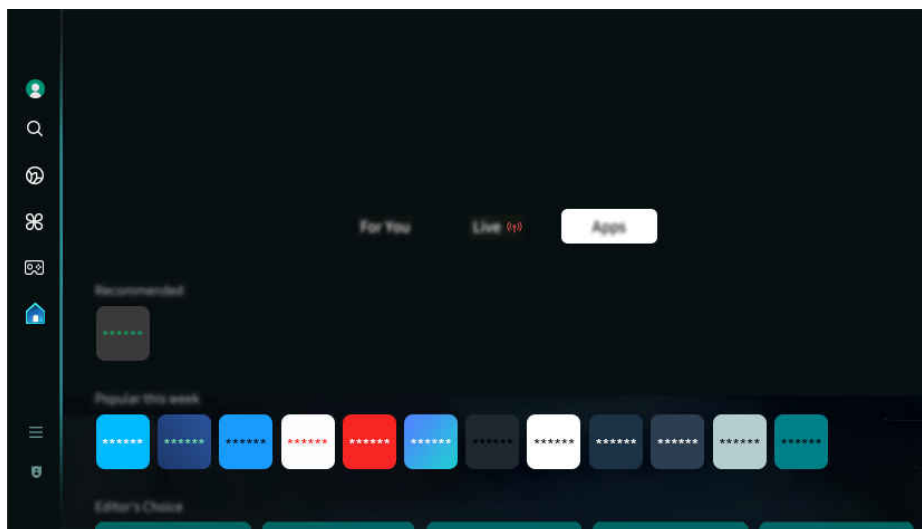 For You
Live
Apps
Recommended
******
Popular this week
****** ****** ****** ****** ****** ****** ****** ****** ****** ****** ****** ******
Editor's Choice